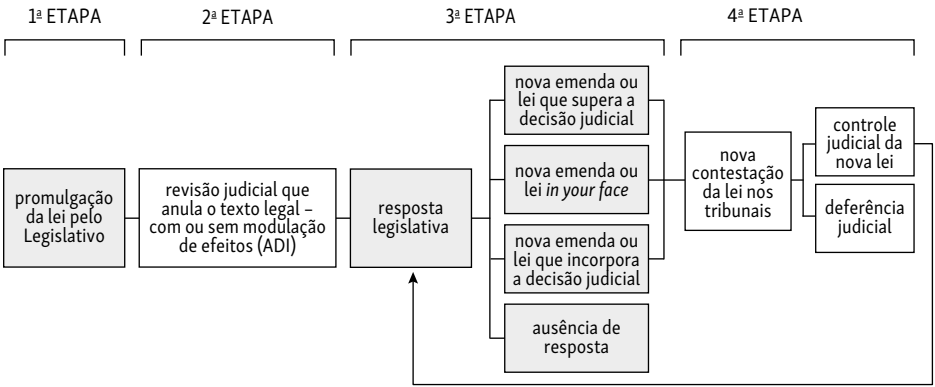 1ª ETAPA
2ª ETAPA
3ª ETAPA
4ª ETAPA
promulgação
da lei pelo
Legislativo
revisão judicial que
anula o texto legal –
com ou sem modulação
de efeitos (ADI)
resposta
legislativa
nova emenda ou
lei que supera a
decisão judicial
nova emenda ou
lei in your face
nova emenda ou
lei que incorpora
a decisão judicial
ausência de
resposta
nova
contestação
da lei nos
tribunais
controle
judicial da
nova lei
deferência
judicial